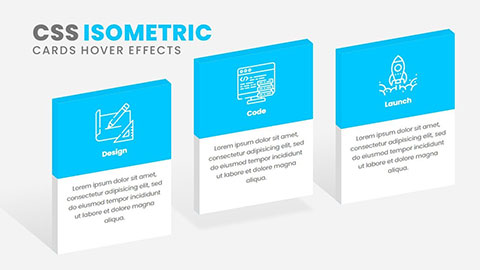 CSS ISOMETRIC
CARDS HOVER EFFECTS
Design
Lorem ipsum dolor sit amet,
consectetur adipisicing elit, sed
do eiusmod tempor incididunt
ut labore et dolore magna
aliqua.
Code
Lorem ipsum dolor sit amet,
consectetur adipisicing elit, sed
do eiusmod tempor incididunt
ut labore et dolore magna
aliqua.
Launch
Lorem ipsum dolor sit amet,
consectetur adipisicing elit, sed
do eiusmod tempor incididunt
ut labore et dolore magna
aliqua.